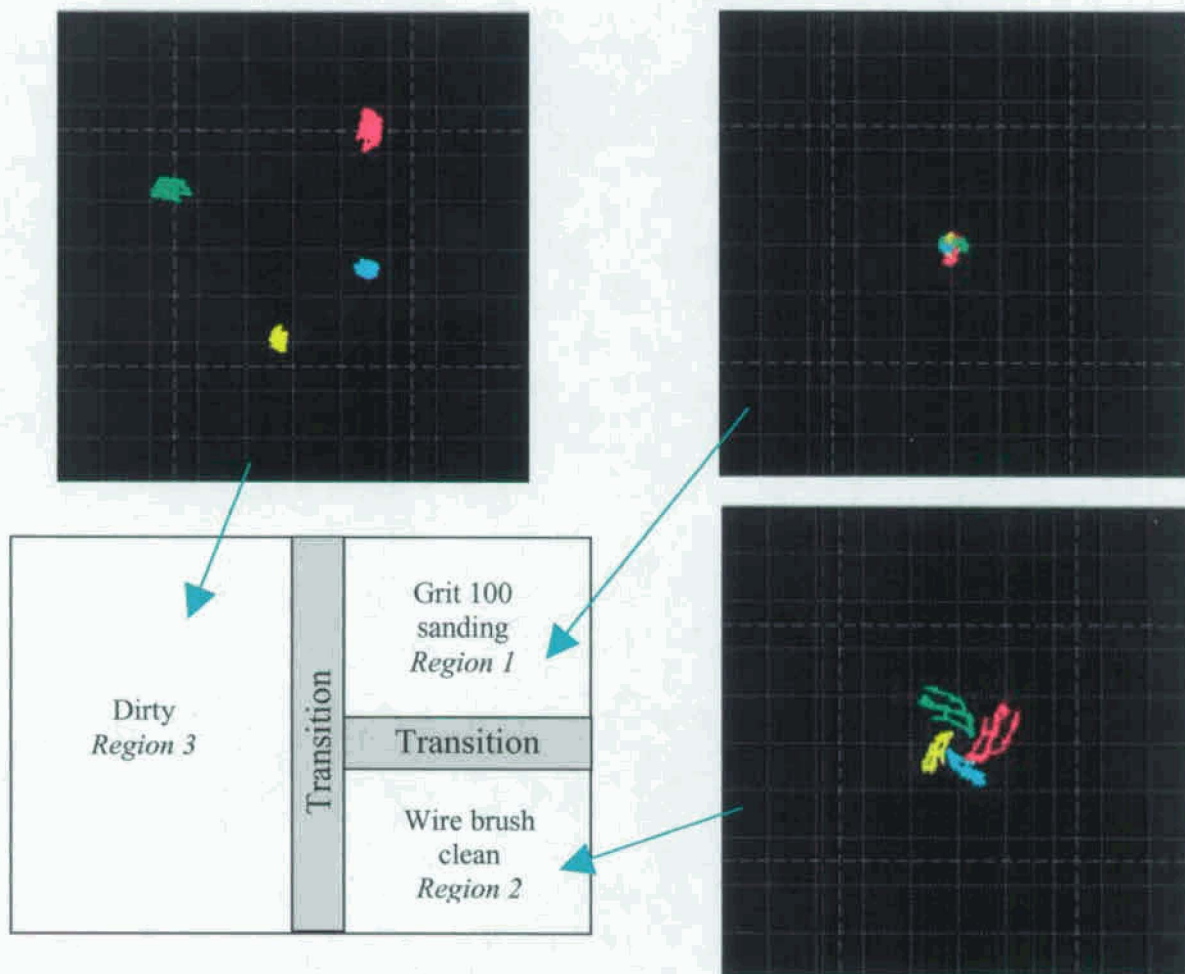 Dirty
Region 3
Transition
Grit 100
sanding
Region 1
Transition
Wire brush
clean
Region 2